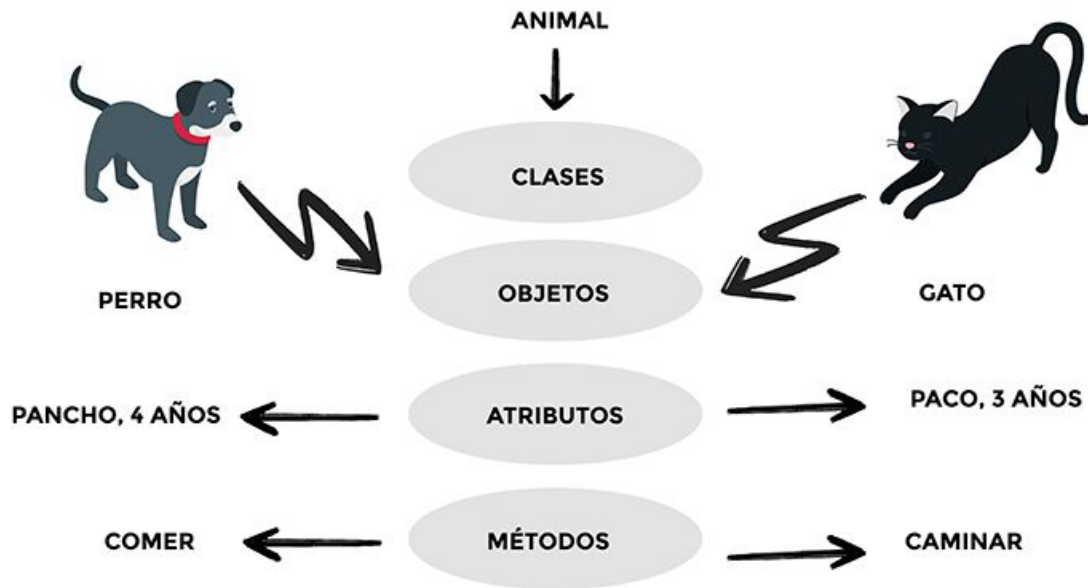 ANIMAL
CLASES
OBJETOS
PERRO
GATO
PANCHO, 4 AÑOS
ATRIBUTOS
PACO, 3 AÑOS
COMER
MÉTODOS
CAMINAR